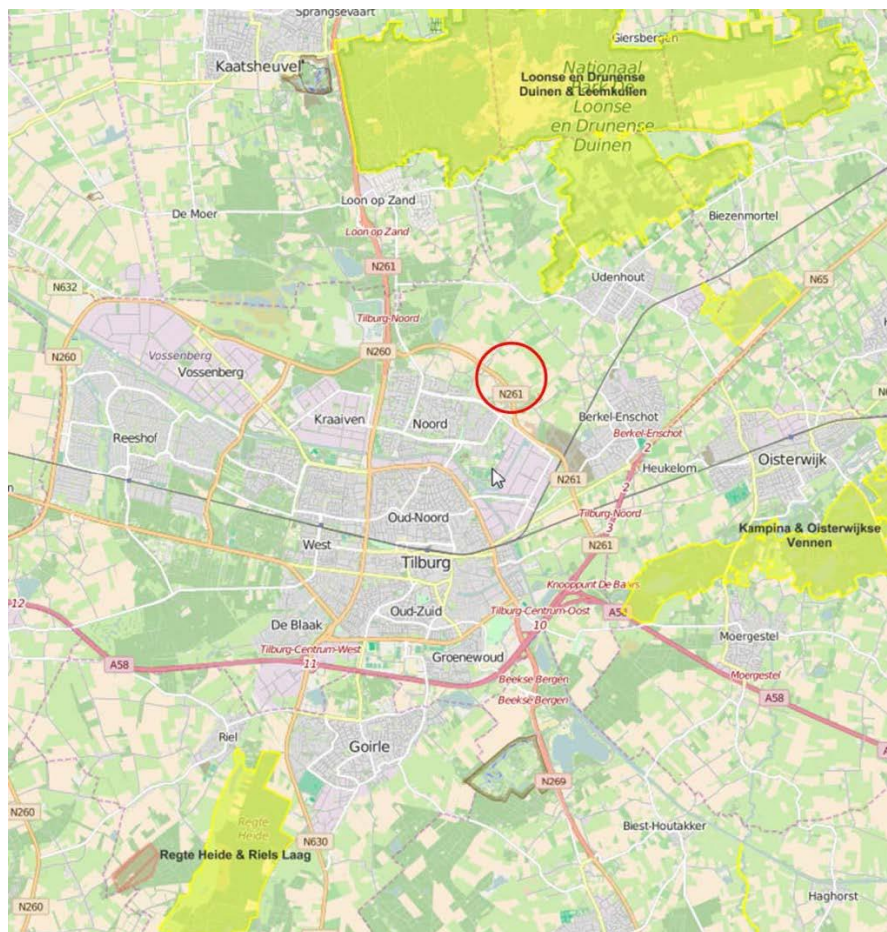 Sprangsevaart
Giersbergen
Kaatsheuvel
Loonse en Drunense
Duinen & Leemkuilen
Nationaal
Park De
Loonse
en Drunense
Duinen
Loon op Zand
De Moer
Loon op Zand
Biezenmortel
N261
Udenhout
N65
N632
Tilburg-Noord
N260
Vossenberg
N260
Vossenberg
N261
Kraaiven
Noord
Berkel-Enschot
Reeshof
Berkel-Enschot
2
Oisterwijk
Heukelom
N261
2
Oud-Noord
Tilburg-Noord
3
Kampina & Oisterwijkse
Vennen
West
N261
Tilburg
Knooppunt De Baars
12
Oud-Zuid
Tilburg-Centrum-Oost
A58
De Blaak
10
Moergestel
Tilburg-Centrum-West
11
Groenewoud
A58
Beekse Bergen
Moergestel
Beekse Bergen
A58
Riel
Goirle
N269
N260
Regte
Heide
Biest-Houtakker
N630
Regte Heide & Riels Laag
Haghorst
N260